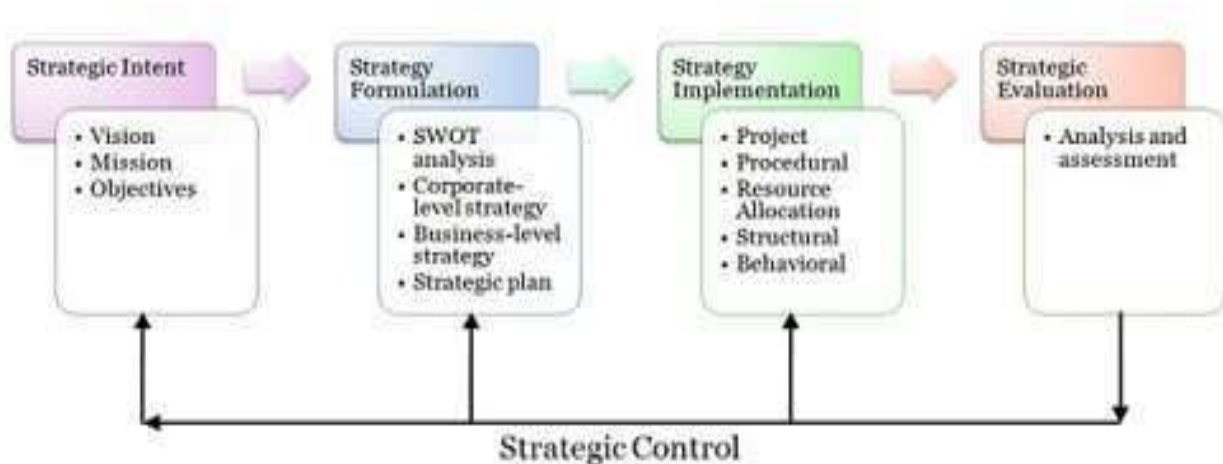 Strategic Intent
• Vision
• Mission
• Objectives
Strategy
Formulation
• SWOT
analysis
• Corporate-
level strategy
• Business-level
strategy
• Strategic plan
Strategy
Implementation
• Project
• Procedural
• Resource
Allocation
• Structural
• Behavioral
Strategic
Evaluation
• Analysis and
assessment
Strategic Control